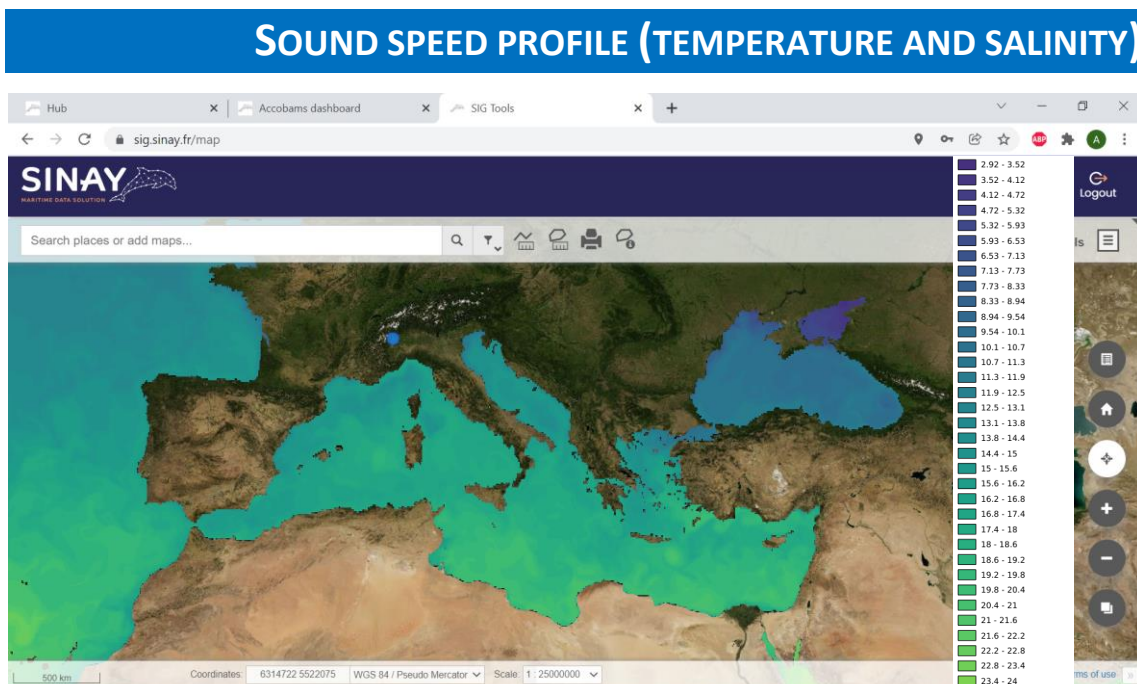 SOUND SPEED PROFILE (TEMPERATURE AND SALINITY)
Hub
Accobams dashboard
SIG Tools
sig.sinay.fr/map
ABP
A
SINAY
MARITIME DATA SOLUTION
Logout
Search places or add maps...
ls
2.92 - 3.52
3.52 - 4.12
4.12 - 4.72
4.72 - 5.32
5.32 - 5.93
5.93 - 6.53
6.53 - 7.13
7.13 - 7.73
7.73 - 8.33
8.33 - 8.94
8.94 - 9.54
9.54 - 10.1
10.1 - 10.7
10.7 - 11.3
11.3 - 11.9
11.9 - 12.5
12.5 - 13.1
13.1 - 13.8
13.8 - 14.4
14.4 - 15
15 - 15.6
15.6 - 16.2
16.2 - 16.8
16.8 - 17.4
17.4 - 18
18 - 18.6
18.6 - 19.2
19.2 - 19.8
19.8 - 20.4
20.4 - 21
21 - 21.6
21.6 - 22.2
22.2 - 22.8
22.8 - 23.4
23.4 - 24
500 km
Coordinates: 6314722 5522075 WGS 84 / Pseudo Mercator Scale: 1 : 25000000
ms of use